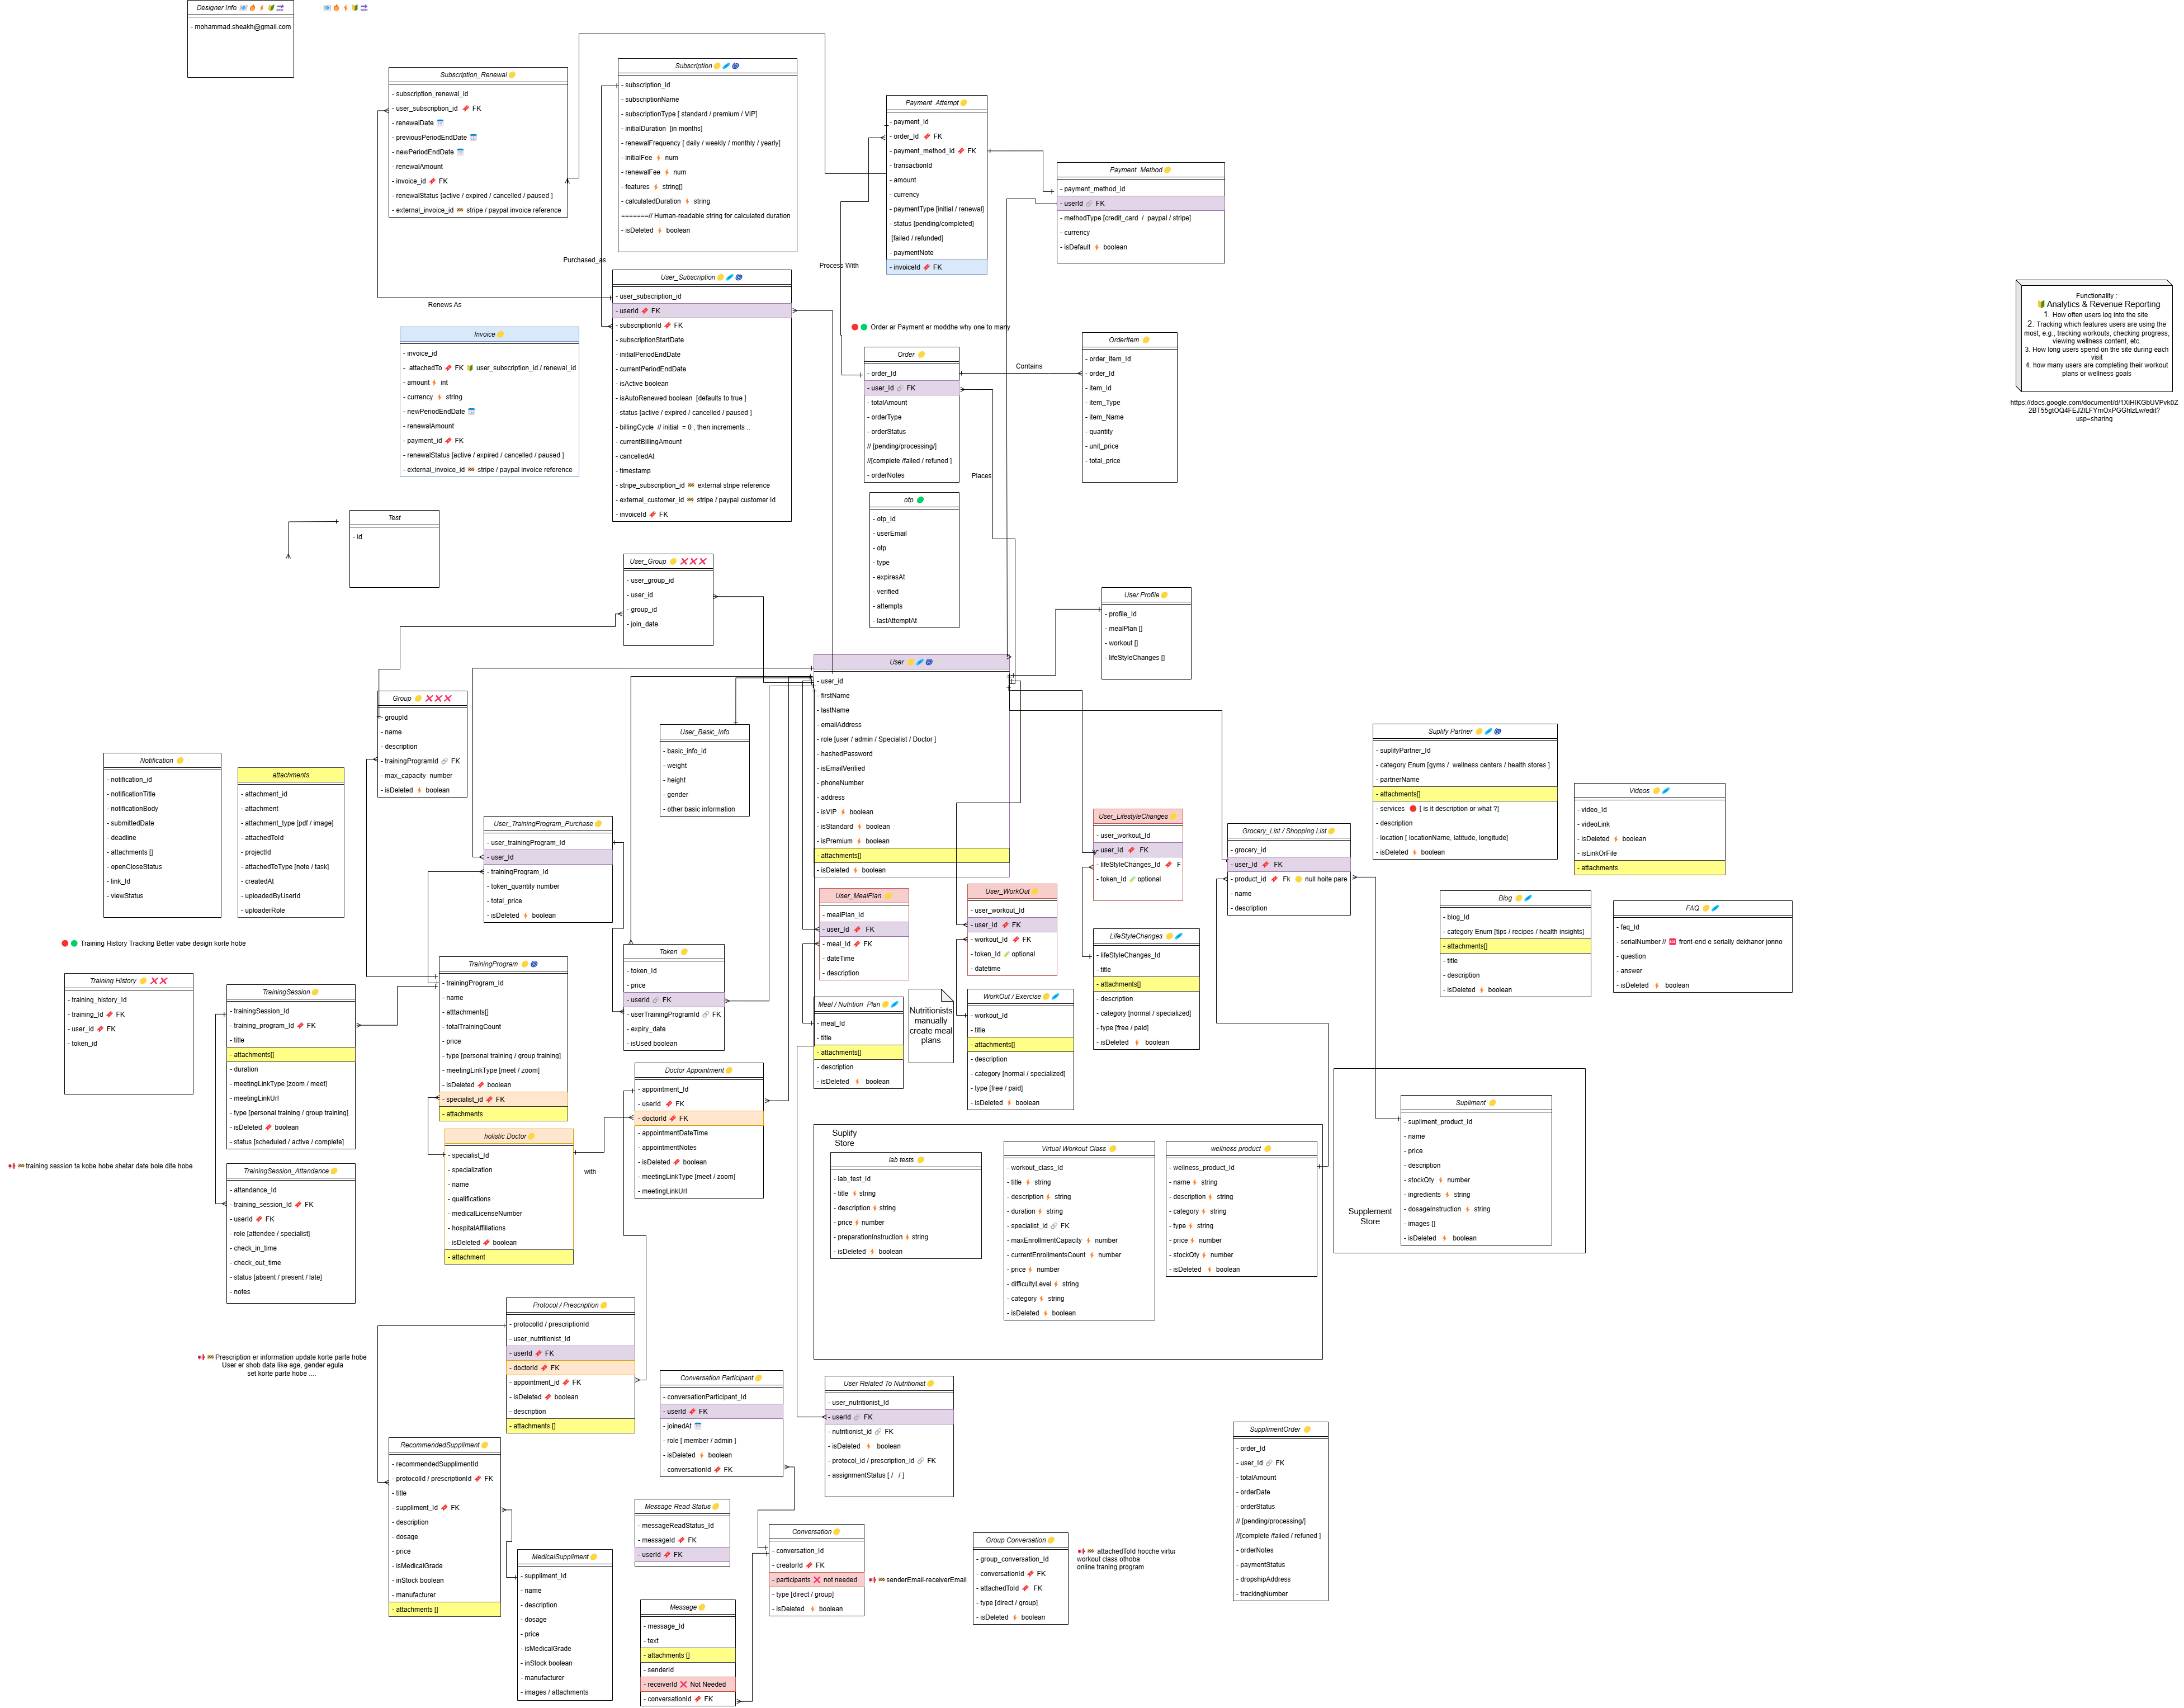 Designer Info
- mohammad.sheakh@gmail.com
Subscription_Renewal
- subscription_renewal_id
- user_subscription_id FK
- renewalDate
- previousPeriodEndDate
- newPeriodEndDate
- renewalAmount
- invoice_id FK
- renewalStatus [active / expired / cancelled / paused ]
- external_invoice_id stripe / paypal invoice reference
Subscription
- subscription_id
- subscriptionName
- subscriptionType [ standard / premium / VIP]
- initialDuration [in months]
- renewalFrequency [ daily / weekly / monthly / yearly]
- initialFee num
- renewalFee num
- features string[]
- calculatedDuration string
=======// Human-readable string for calculated duration
- isDeleted boolean
Payment Attempt
- payment_id
- order_Id FK
- payment_method_id FK
- transactionId
- amount
- currency
- paymentType [initial / renewal]
- status [pending/completed]
[failed / refunded]
- paymentNote
- invoiceId FK
Payment Method
- payment_method_id
- userId FK
- methodType [credit_card / paypal / stripe]
- currency
- isDefault boolean
Purchased_as
Process With
Renews As
User_Subscription
- user_subscription_id
- userId FK
- subscriptionId FK
- subscriptionStartDate
- initialPeriodEndDate
- currentPeriodEndDate
- isActive boolean
- isAutoRenewed boolean [defaults to true ]
- status [active / expired / cancelled / paused ]
- billingCycle // initial = 0 , then increments ..
- currentBillingAmount
- cancelledAt
- timestamp
- stripe_subscription_id external stripe reference
- external_customer_id stripe / paypal customer Id
- invoiceId FK
Invoice
- invoice_id
- attachedTo FK user_subscription_id / renewal_id
- amount int
- currency string
- newPeriodEndDate
- renewalAmount
- payment_id FK
- renewalStatus [active / expired / cancelled / paused ]
- external_invoice_id stripe / paypal invoice reference
Order ar Payment er moddhe why one to many
Order
- order_Id
- user_Id FK
- totalAmount
- orderType
- orderStatus
// [pending/processing/]
//[complete /failed / refuned ]
- orderNotes
Contains
Places
OrderItem
- order_item_Id
- order_Id
- item_Id
- item_Type
- item_Name
- quantity
- unit_price
- total_price
Functionality :
Analytics & Revenue Reporting
1. How often users log into the site
2. Tracking which features users are using the
most, e.g., tracking workouts, checking progress,
viewing wellness content, etc.
3. How long users spend on the site during each
visit
4. how many users are completing their workout
plans or wellness goals
usp=sharing
otp
- otp_Id
- userEmail
- otp
- type
- expiresAt
- verified
- attempts
- lastAttemptAt
Test
- id
User_Group
- user_group_id
- user_id
- group_id
- join_date
User Profile
- profile_Id
- mealPlan []
- workout []
- lifeStyleChanges []
User
- user_id
- firstName
- lastName
- emailAddress
- role [user / admin / Specialist / Doctor ]
- hashedPassword
- isEmailVerified
- phoneNumber
- address
- isVIP boolean
- isStandard boolean
- isPremium boolean
- attachments[]
- isDeleted boolean
Group
- groupId
- name
- description
- trainingProgramId FK
- max_capacity number
- isDeleted boolean
User_Basic_Info
- basic_info_id
- weight
- height
- gender
- other basic information
Notification
- notification_id
- notificationTitle
- notificationBody
- submittedDate
- deadline
- attachments []
- openCloseStatus
- link_Id
- viewStatus
attachments
- attachment_id
- attachment
- attachment_type [pdf / image]
- attachedToId
- projectId
- attachedToType [note / task]
- createdAt
- uploadedByUserId
- uploaderRole
User_TrainingProgram_Purchase
- user_trainingProgram_Id
- user_Id
- trainingProgram_Id
- token_quantity number
- total_price
- isDeleted boolean
User_LifestyleChanges
- user_workout_Id
- user_Id FK
- lifeStyleChanges_Id F
- token_Id optional
Grocery_List / Shopping List
- grocery_id
- user_Id FK
- product_id Fk null hoite pare
- name
- description
Suplify Partner
- suplifyPartner_Id
- category Enum [gyms / wellness centers / health stores ]
- partnerName
- attachments[]
- services [ is it description or what ?]
- description
- location [ locationName, latitude, longitude]
- isDeleted boolean
Videos
- video_Id
- videoLink
- isDeleted boolean
- isLinkOrFile
- attachments
Blog
- blog_Id
- category Enum [tips / recipes / health insights]
- attachments[]
- title
- description
- isDeleted boolean
FAQ
- faq_Id
- serialNumber // front-end e serially dekhanor jonno
- question
- answer
- isDeleted boolean
User_MealPlan
- mealPlan_Id
- user_Id FK
- meal_Id FK
- dateTime
- description
User_WorkOut
- user_workout_Id
- user_Id FK
- workout_Id FK
- token_Id optional
- datetime
LifeStyleChanges
- lifeStyleChanges_Id
- title
- attachments[]
- description
- category [normal / specialized]
- type [free / paid]
- isDeleted boolean
Training History Tracking Better vabe design korte hobe
Training History
- training_history_Id
- training_Id FK
- user_id FK
- token_id
TrainingSession
- trainingSession_Id
- training_program_Id FK
- title
- attachments[]
- duration
- meetingLinkType [zoom / meet]
- meetingLinkUrl
- type [personal training / group training]
- isDeleted boolean
- status [scheduled / active / complete]
TrainingProgram
- trainingProgram_Id
- name
- atttachments[]
- totalTrainingCount
- price
- type [personal training / group training]
- meetingLinkType [meet / zoom]
- isDeleted boolean
- specialist_id FK
- attachments
Token
- token_Id
- price
- userId FK
- userTrainingProgramId FK
- expiry_date
- isUsed boolean
Meal / Nutrition Plan
- meal_Id
- title
- attachments[]
- description
- isDeleted boolean
Nutritionists
manually
create meal
plans
WorkOut / Exercise
- workout_Id
- title
- attachments[]
- description
- category [normal / specialized]
- type [free / paid]
- isDeleted boolean
Doctor Appointment
- appointment_Id
- userId FK
- doctorId FK
- appointmentDateTime
- appointmentNotes
- isDeleted boolean
- meetingLinkType [meet / zoom]
- meetingLinkUrl
holistic Doctor
- specialist_Id
- specialization
- name
- qualifications
- medicalLicenseNumber
- hospitalAffiliations
- isDeleted boolean
- attachment
with
training session ta kobe hobe shetar date bole dite hobe
TrainingSession_Attandance
- attandance_Id
- training_session_Id FK
- userId FK
- role [attendee / specialist]
- check_in_time
- check_out_time
- status [absent / present / late]
- notes
Suplify
Store
lab tests
- lab_test_Id
- title string
- description string
- price number
- preparationInstruction string
- isDeleted boolean
Virtual Workout Class
- workout_class_Id
- title string
- description string
- duration string
- specialist_id FK
- maxEnrollmentCapacity number
- currentEnrollmentsCount number
- price number
- difficultyLevel string
- category string
- isDeleted boolean
wellness product
- wellness_product_Id
- name string
- description string
- category string
- type string
- price number
- stockQty number
- isDeleted boolean
Supplement
Store
Supliment
- supliment_product_Id
- name
- price
- description
- stockQty number
- ingredients string
- dosageInstruction string
- images []
- isDeleted boolean
Protocol / Prescription
- protocolId / prescriptionId
- user_nutritionist_Id
- userId FK
- doctorId FK
- appointment_id FK
- isDeleted boolean
- description
- attachments []
Prescription er information update korte parte hobe
User er shob data like age, gender egula
set korte parte hobe ....
Conversation Participant
- conversationParticipant_Id
- userId FK
- joinedAt
- role [ member / admin ]
- isDeleted boolean
- conversationId FK
User Related To Nutritionist
- user_nutritionist_Id
- userId FK
- nutritionist_id FK
- isDeleted boolean
- protocol_id / prescription_id FK
- assignmentStatus [ / / ]
RecommendedSuppliment
- recommendedSupplimentId
- protocolId / prescriptionId FK
- title
- suppliment_Id FK
- description
- dosage
- price
- isMedicalGrade
- inStock boolean
- manufacturer
- attachments []
SupplimentOrder
- order_Id
- user_Id FK
- totalAmount
- orderDate
- orderStatus
// [pending/processing/]
//[complete /failed / refuned ]
- orderNotes
- paymentStatus
- dropshipAddress
- trackingNumber
Message Read Status
- messageReadStatus_Id
- messageId FK
- userId FK
Conversation
- conversation_Id
- creatorId FK
- participants not needed
- type [direct / group]
- isDeleted boolean
senderEmail-receiverEmail
Group Conversation
- group_conversation_Id
- conversationId FK
- attachedToId FK
- type [direct / group]
- isDeleted boolean
attachedToId hocche virtu
workout class othoba
online traning program
MedicalSuppliment
- suppliment_Id
- name
- description
- dosage
- price
- isMedicalGrade
- inStock boolean
- manufacturer
- images / attachments
Message
- message_Id
- text
- attachments []
- senderId
- receiverId Not Needed
- conversationId FK